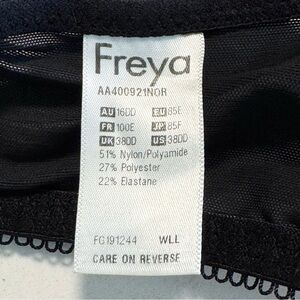 Freya
AA400921NOR
AU 16DD EU 85E
FR 100E JP 85F
UK 38DD US 38DD
51% Nylon/Polyamide
27% Polyester
22% Elastane
FG191244 WLL
CARE ON REVERSE